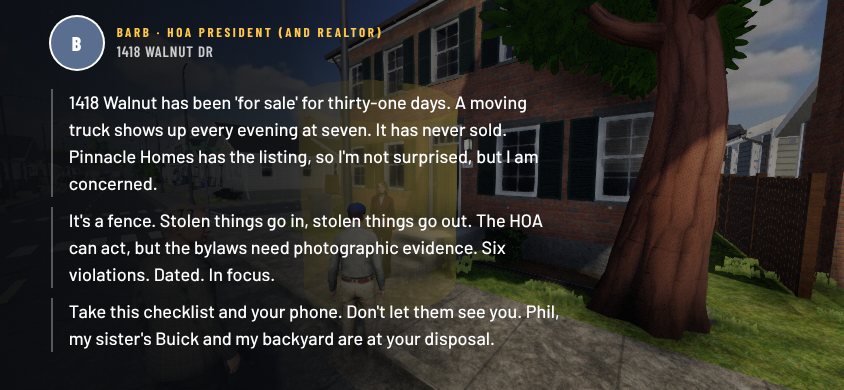 B
BARB · HOA PRESIDENT (AND REALTOR)
1418 WALNUT DR
1418 Walnut has been 'for sale' for thirty-one days. A moving
truck shows up every evening at seven. It has never sold.
Pinnacle Homes has the listing, so I'm not surprised, but I am
concerned.
It's a fence. Stolen things go in, stolen things go out. The HOA
can act, but the bylaws need photographic evidence. Six
violations. Dated. In focus.
Take this checklist and your phone. Don't let them see you. Phil,
my sister's Buick and my backyard are at your disposal.